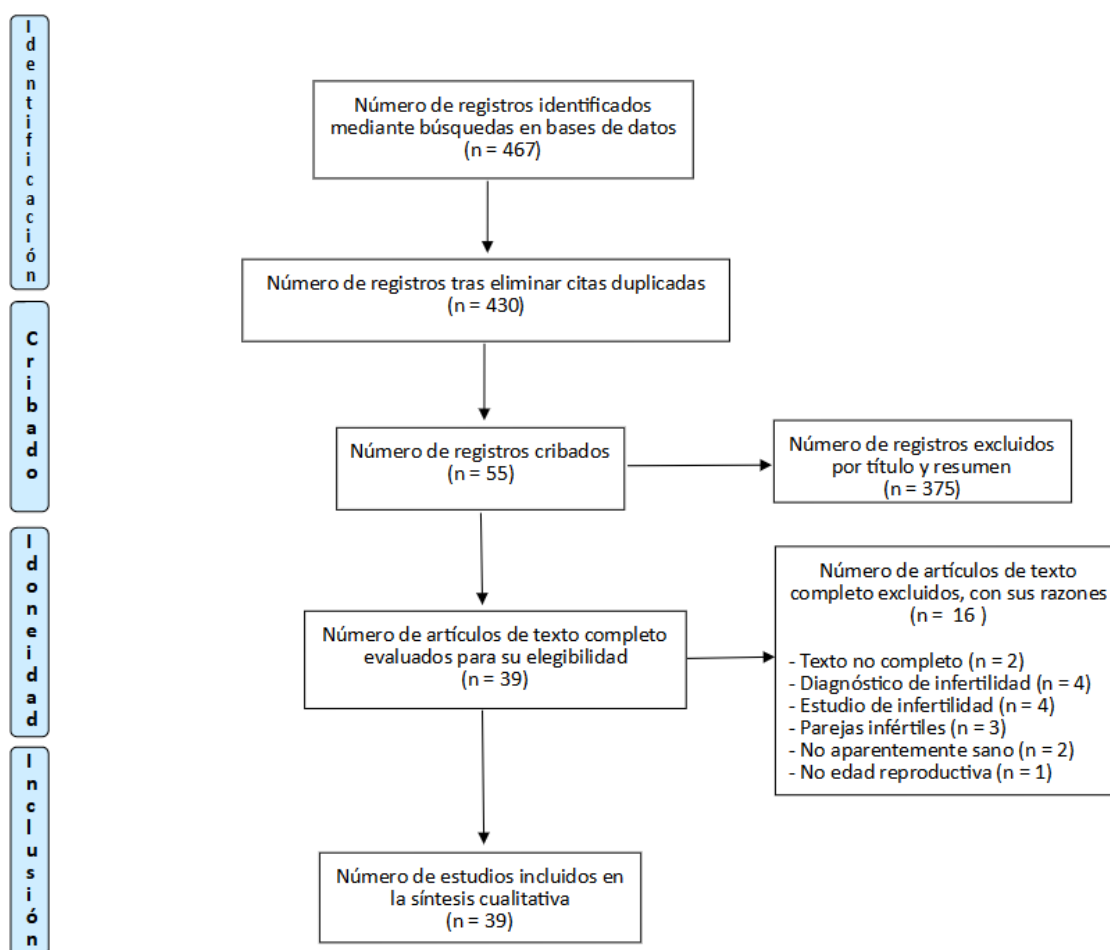 Identificación
Número de registros identificados
mediante búsquedas en bases de datos
(n = 467)
Número de registros tras eliminar citas duplicadas
(n = 430)
Cribado
Número de registros cribados
(n = 55)
Número de registros excluidos
por título y resumen
(n = 375)
Idoneidad
Número de artículos de texto completo
evaluados para su elegibilidad
(n = 39)
Número de artículos de texto
completo excluidos, con sus razones
(n = 16 )
- Texto no completo (n = 2)
- Diagnóstico de infertilidad (n = 4)
- Estudio de infertilidad (n = 4)
- Parejas infértiles (n = 3)
- No aparentemente sano (n = 2)
- No edad reproductiva (n = 1)
Inclusión
Número de estudios incluidos en
la síntesis cualitativa
(n = 39)